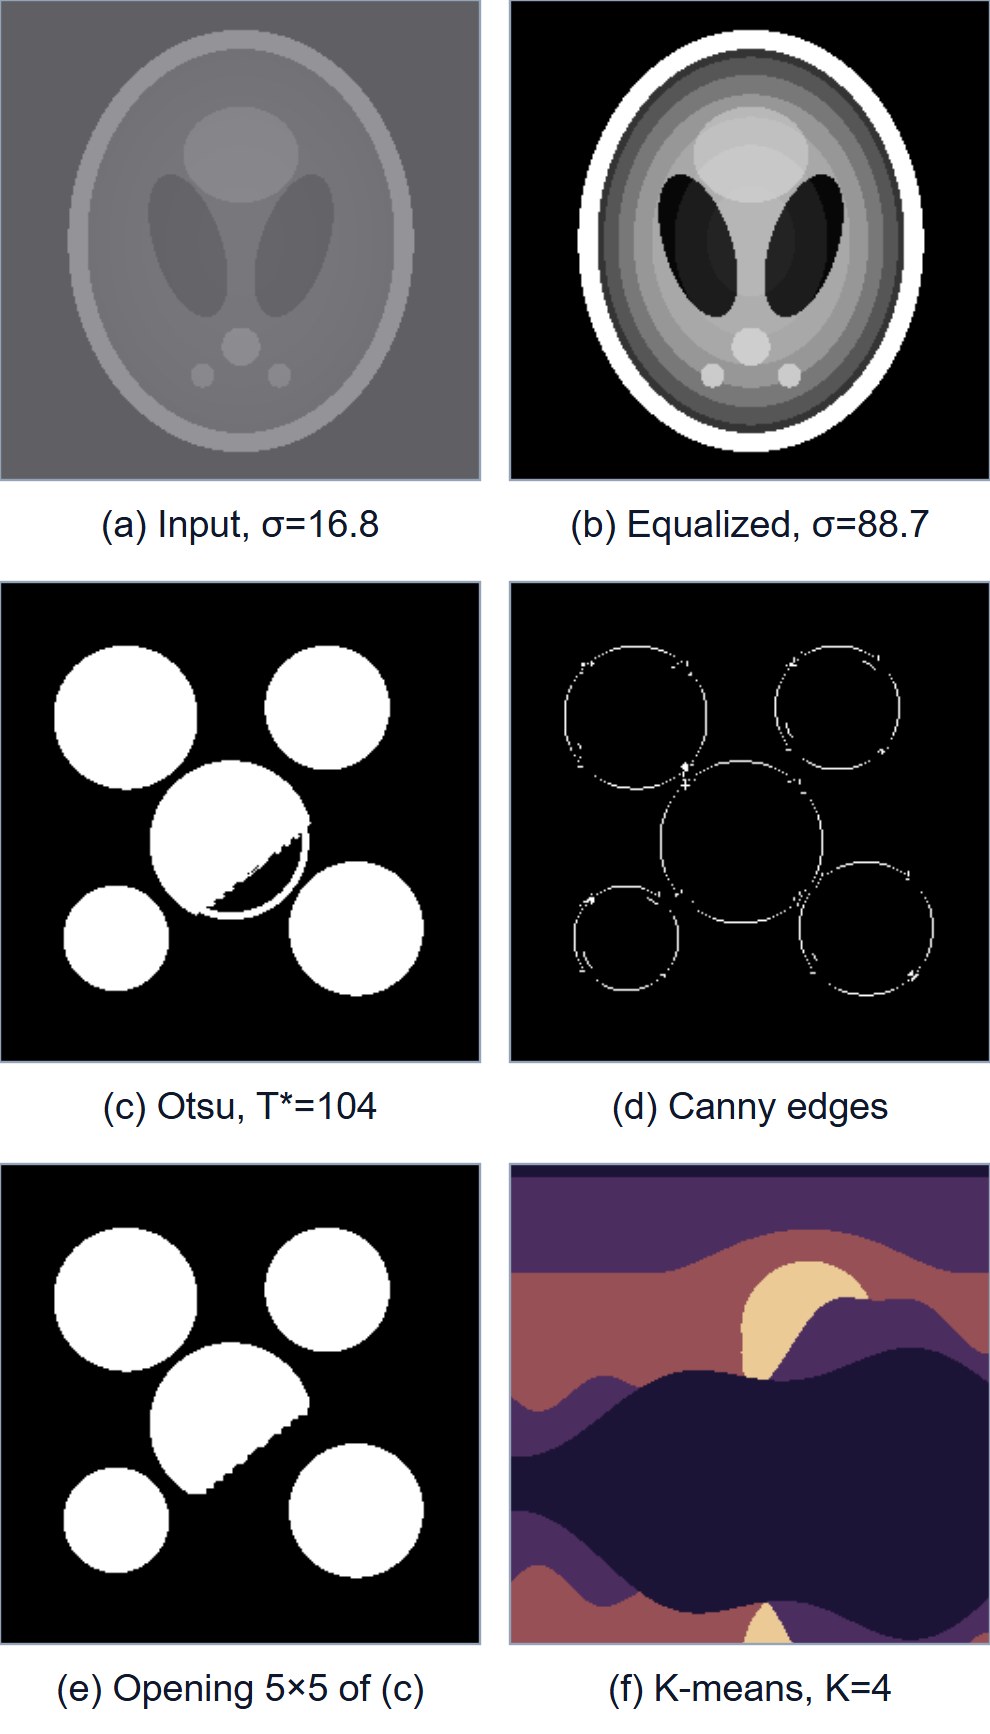 (a) Input, σ=16.8
(b) Equalized, σ=88.7
(c) Otsu, T*=104
(d) Canny edges
(e) Opening 5×5 of (c)
(f) K-means, K=4